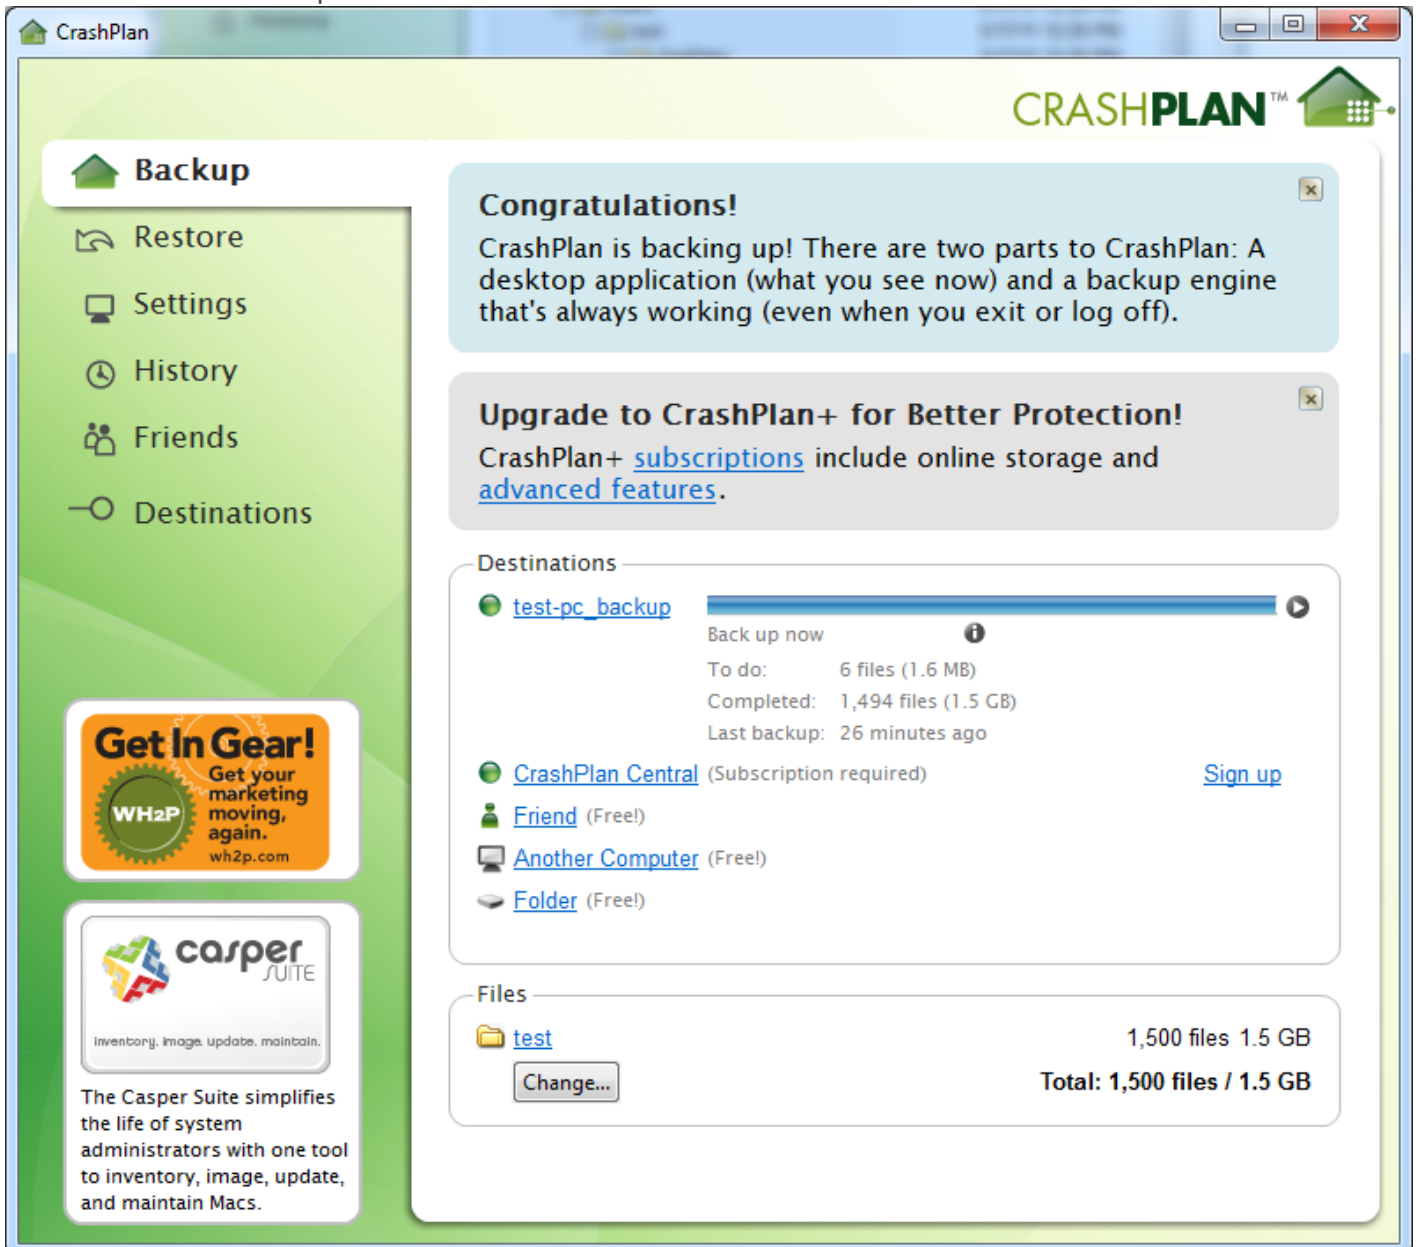 CrashPlan
CRASHPLAN™
Backup
Restore
Settings
History
Friends
Destinations
Congratulations!
CrashPlan is backing up! There are two parts to CrashPlan: A
desktop application (what you see now) and a backup engine
that's always working (even when you exit or log off).
Upgrade to CrashPlan+ for Better Protection!
CrashPlan+ subscriptions include online storage and
advanced features.
Destinations
test-pc_backup
Back up now
To do: 6 files (1.6 MB)
Completed: 1,494 files (1.5 GB)
Last backup: 26 minutes ago
CrashPlan Central (Subscription required) Sign up
Friend (Free!)
Another Computer (Free!)
Folder (Free!)
Files
test 1,500 files 1.5 GB
Change... Total: 1,500 files / 1.5 GB
Get In Gear!
Get your
marketing
moving,
again.
WH2P
wh2p.com
casper
SUITE
inventory. image. update. maintain.
The Casper Suite simplifies
the life of system
administrators with one tool
to inventory, image, update,
and maintain Macs.